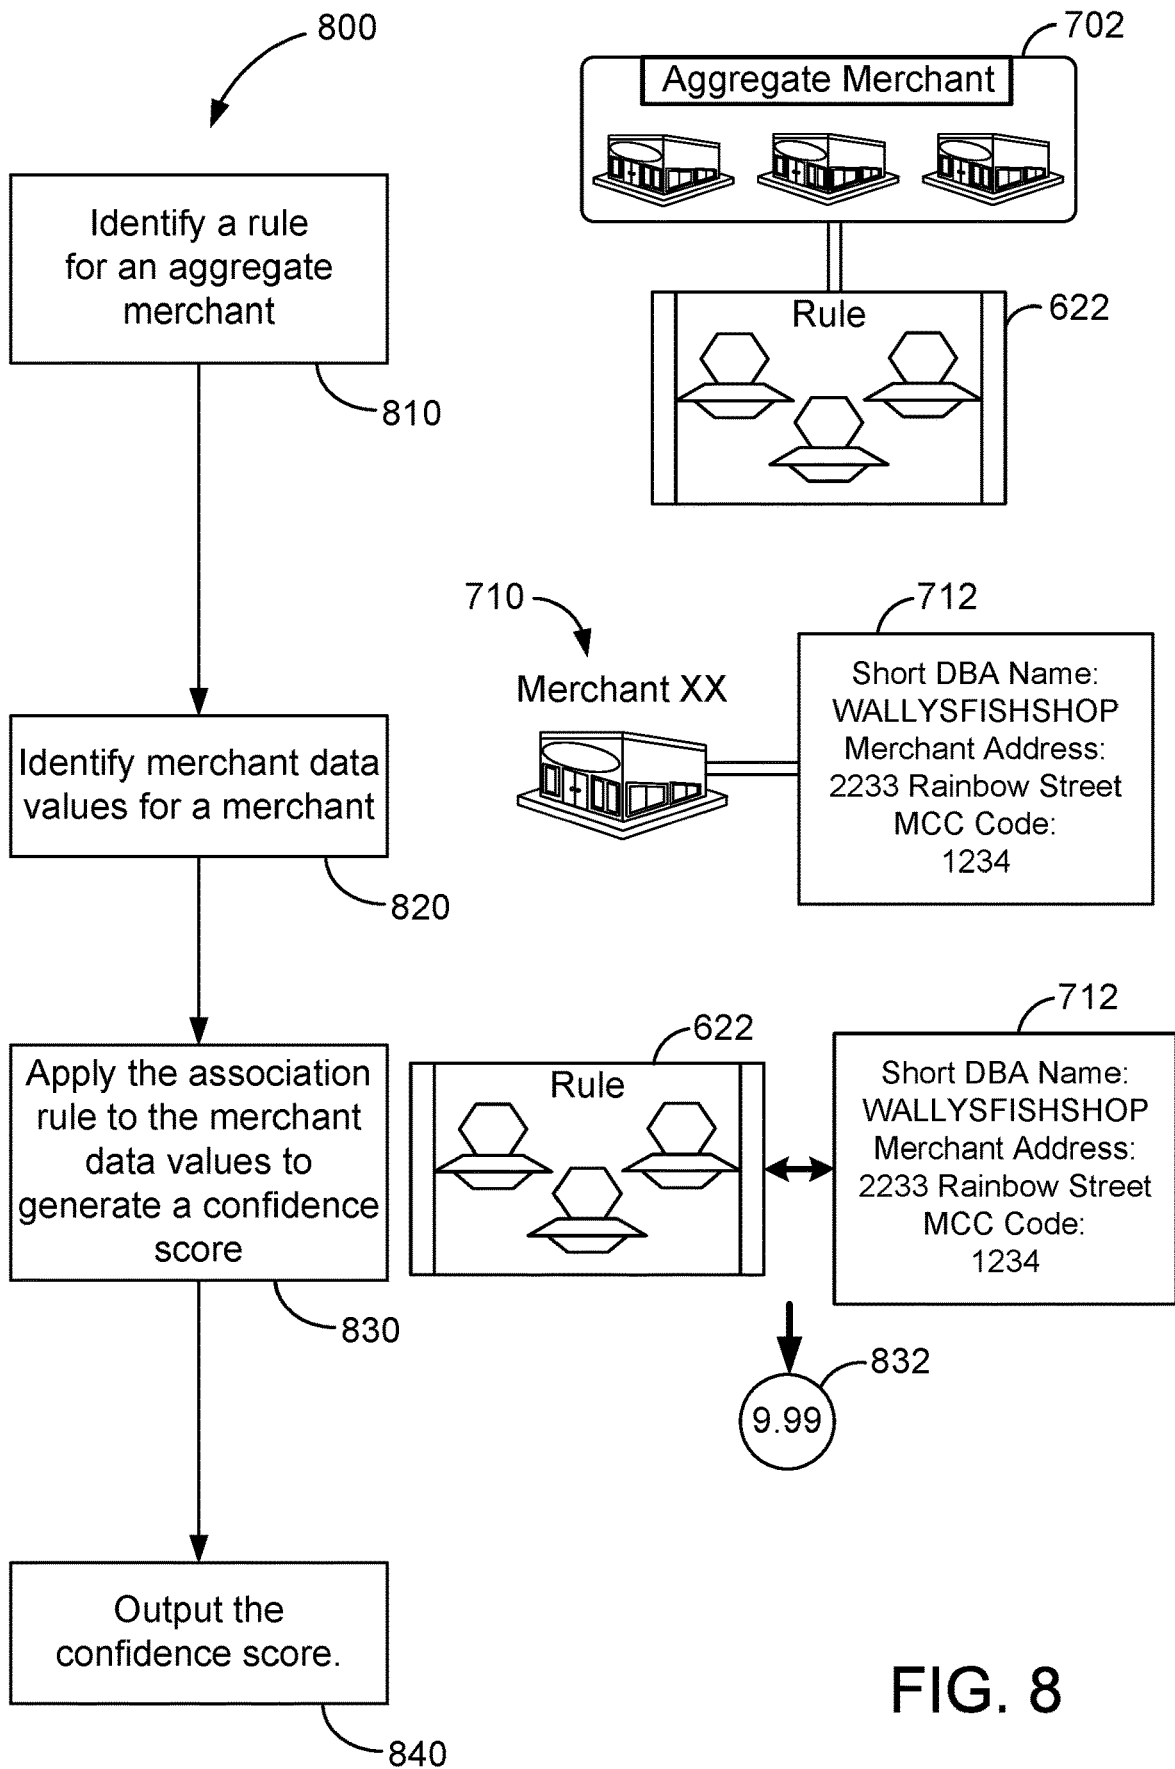 800
702
Aggregate Merchant
Identify a rule
for an aggregate
merchant
810
Rule
622
710
Merchant XX
712
Short DBA Name:
WALLYSFISHSHOP
Merchant Address:
2233 Rainbow Street
MCC Code:
1234
Identify merchant data
values for a merchant
820
Apply the association
rule to the merchant
data values to
generate a confidence
score
830
622
Rule
712
Short DBA Name:
WALLYSFISHSHOP
Merchant Address:
2233 Rainbow Street
MCC Code:
1234
832
9.99
Output the
confidence score.
840
FIG. 8